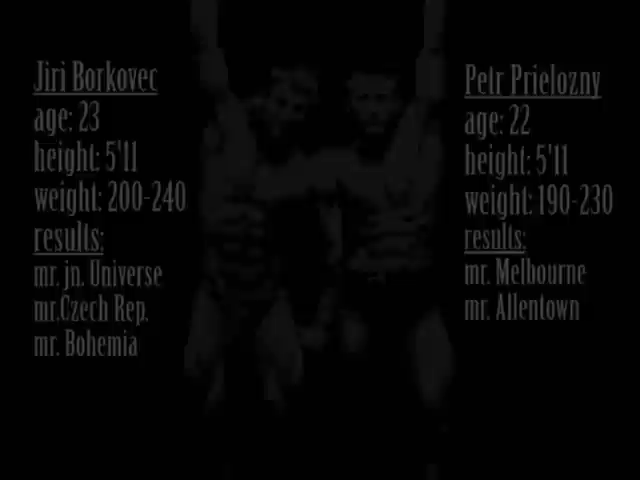 Jiri Borkovec
age: 23
height: 5'11
weight: 200-240
results:
mr. jn. Universe
mr.Czech Rep.
mr. Bohemia
Petr Prielozny
age: 22
height: 5'11
weight: 190-230
results:
mr. Melbourne
mr. Allentown